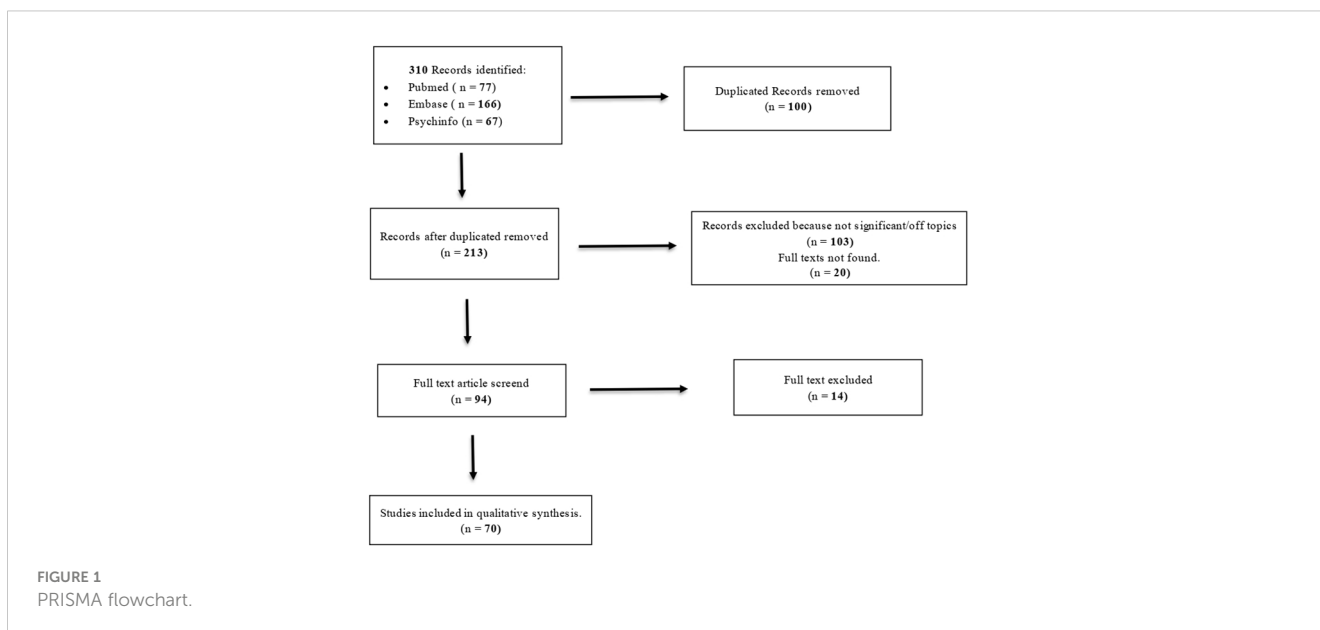 310 Records identified:
• Pubmed ( n = 77)
• Embase ( n = 166)
• Psychinfo (n = 67)
Duplicated Records removed
(n = 100)
Records after duplicated removed
(n = 213)
Records excluded because not significant/off topics
(n = 103)
Full texts not found.
(n = 20)
Full text article screend
(n = 94)
Full text excluded
(n = 14)
Studies included in qualitative synthesis.
(n = 70)
FIGURE 1
PRISMA flowchart.